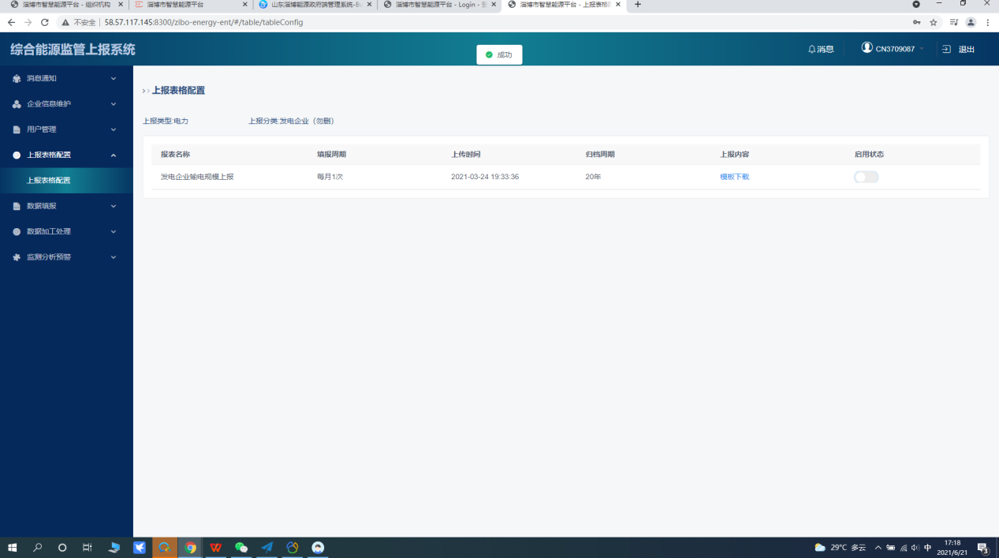 淄博市智慧能源平台 - 组织机构
淄博市智慧能源平台
山东淄博能源政府端管理系统-Bu
淄博市智慧能源平台 - Login - 登
淄博市智慧能源平台 - 上报表格配
不安全 | 58.57.117.145:8300/zibo-energy-ent/#/table/tableConfig
综合能源监管上报系统
成功
消息
CN3709087
退出
消息通知
企业信息维护
用户管理
上报表格配置
上报表格配置
数据填报
数据加工处理
监测分析预警
>> 上报表格配置
上报类型:电力 上报分类:发电企业（勿删）
报表名称 填报周期 上传时间 归档周期 上报内容 启用状态
发电企业输电规模上报 每月1次 2021-03-24 19:33:36 20年 模板下载
29°C 多云
中
17:18
2021/6/21
3